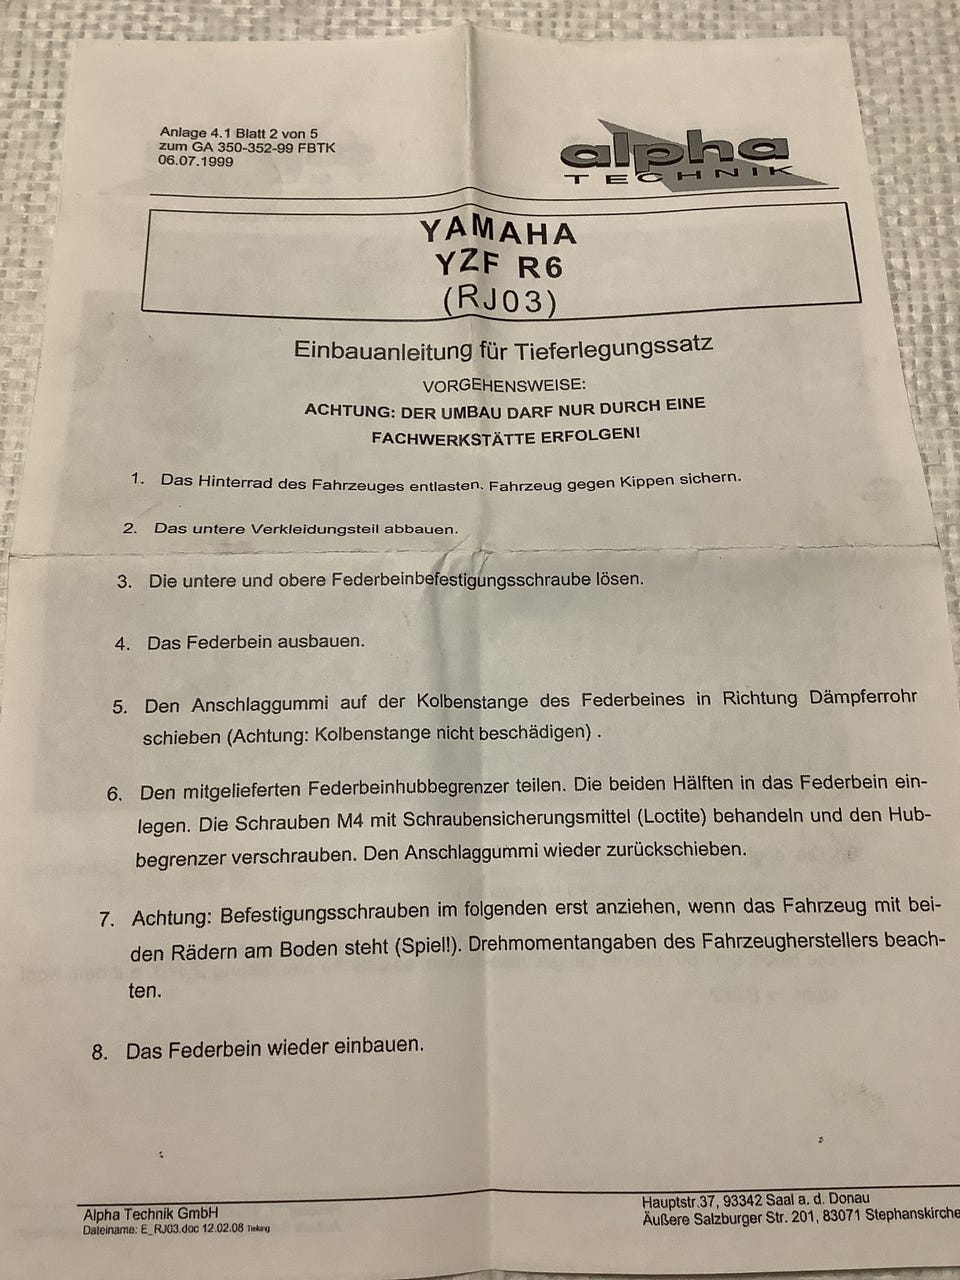 Anlage 4.1 Blatt 2 von 5
zum GA 350-352-99 FBTK
06.07.1999
alpha
TECHNIK
YAMAHA
YZF R6
(RJ03)
Einbauanleitung für Tieferlegungssatz
VORGEHENSWEISE:
ACHTUNG: DER UMBAU DARF NUR DURCH EINE
FACHWERKSTÄTTE ERFOLGEN!
1. Das Hinterrad des Fahrzeuges entlasten. Fahrzeug gegen Kippen sichern.
2. Das untere Verkleidungsteil abbauen.
3. Die untere und obere Federbeinbefestigungsschraube lösen.
4. Das Federbein ausbauen.
5. Den Anschlaggummi auf der Kolbenstange des Federbeines in Richtung Dämpferrohr
schieben (Achtung: Kolbenstange nicht beschädigen) .
6. Den mitgelieferten Federbeinhubbegrenzer teilen. Die beiden Hälften in das Federbein ein-
legen. Die Schrauben M4 mit Schraubensicherungsmittel (Loctite) behandeln und den Hub-
begrenzer verschrauben. Den Anschlaggummi wieder zurückschieben.
7. Achtung: Befestigungsschrauben im folgenden erst anziehen, wenn das Fahrzeug mit bei-
den Rädern am Boden steht (Spiel!). Drehmomentangaben des Fahrzeugherstellers beach-
ten.
8. Das Federbein wieder einbauen.
Alpha Technik GmbH
Dateiname: E_RJ03.doc 12.02.08
Hauptstr.37, 93342 Saal a. d. Donau
Äußere Salzburger Str. 201, 83071 Stephanskirche